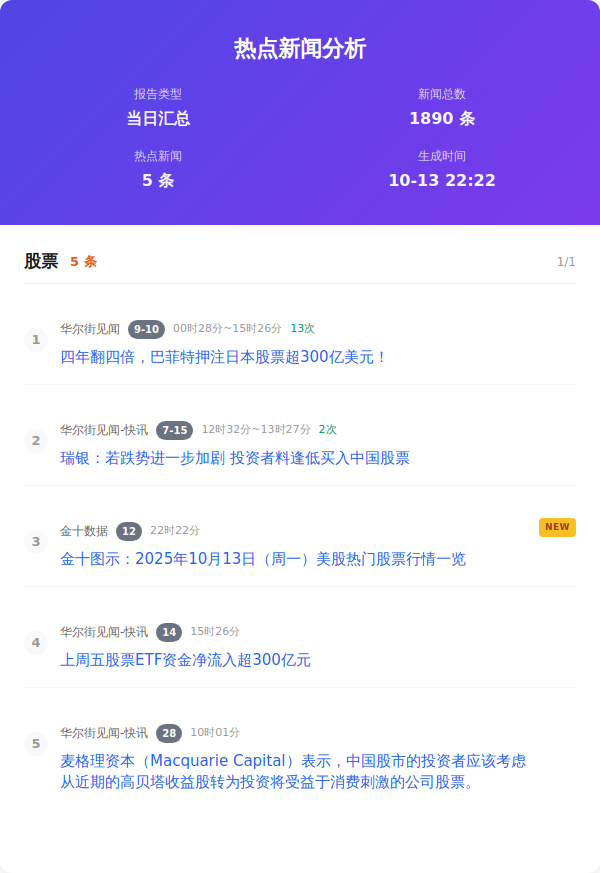 热点新闻分析
报告类型
新闻总数
当日汇总
1890 条
热点新闻
生成时间
5 条
10-13 22:22
股票 5 条 1/1
1
华尔街见闻 9-10 00时28分~15时26分 13次
四年翻四倍，巴菲特押注日本股票超300亿美元！
2
华尔街见闻-快讯 7-15 12时32分~13时27分 2次
瑞银：若跌势进一步加剧 投资者料逢低买入中国股票
3
金十数据 12 22时22分 NEW
金十图示：2025年10月13日（周一）美股热门股票行情一览
4
华尔街见闻-快讯 14 15时26分
上周五股票ETF资金净流入超300亿元
5
华尔街见闻-快讯 28 10时01分
麦格理资本（Macquarie Capital）表示，中国股市的投资者应该考虑
从近期的高贝塔收益股转为投资将受益于消费刺激的公司股票。